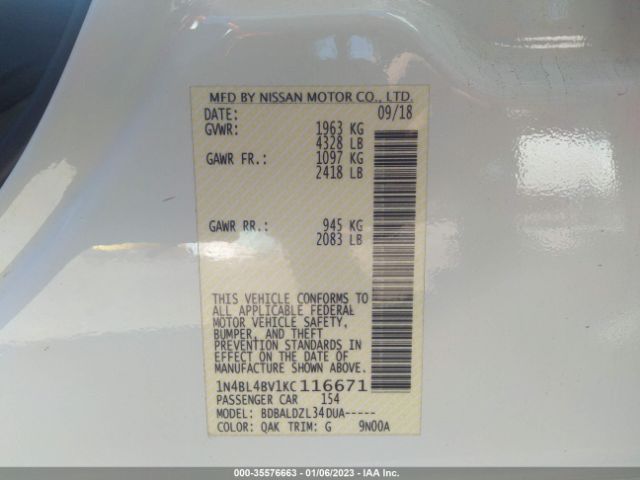 MFD BY NISSAN MOTOR CO., LTD.
DATE: 09/18
GVWR: 1963 KG
4328 LB
GAWR FR.: 1097 KG
2418 LB
GAWR RR.: 945 KG
2083 LB
THIS VEHICLE CONFORMS TO
ALL APPLICABLE FEDERAL
MOTOR VEHICLE SAFETY,
BUMPER, AND THEFT
PREVENTION STANDARDS IN
EFFECT ON THE DATE OF
MANUFACTURE SHOWN ABOVE.
1N4BL4BV1KC116671
PASSENGER CAR 154
MODEL: BDBALDZL34DUA-----
COLOR: QAK TRIM: G 9N00A
000-35576663 - 01/06/2023 - IAA Inc.